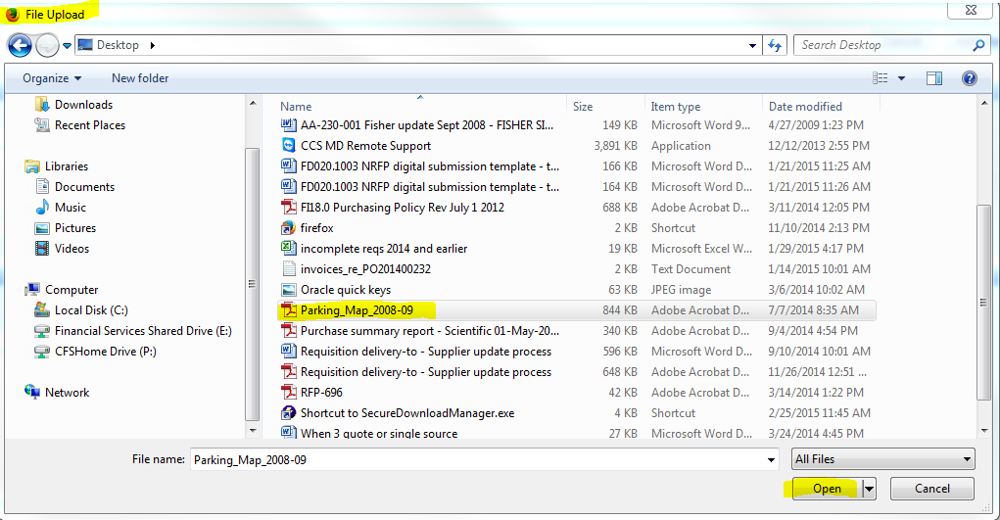 File Upload
Desktop
Search Desktop
Organize
New folder
Downloads
Recent Places
Libraries
Documents
Music
Pictures
Videos
Computer
Local Disk (C:)
Financial Services Shared Drive (E:)
CFSHome Drive (P:)
Network
Name Size Item type Date modified
AA-230-001 Fisher update Sept 2008 - FISHER SI... 149 KB Microsoft Word 9... 4/27/2009 1:23 PM
CCS MD Remote Support 3,891 KB Application 12/12/2013 2:55 PM
FD020.1003 NRFP digital submission template - t... 166 KB Microsoft Word D... 1/21/2015 11:25 AM
FD020.1003 NRFP digital submission template - t... 164 KB Microsoft Word D... 1/21/2015 11:26 AM
FI18.0 Purchasing Policy Rev July 1 2012 688 KB Adobe Acrobat D... 3/11/2014 12:05 PM
firefox 2 KB Shortcut 11/10/2014 2:13 PM
incomplete reqs 2014 and earlier 19 KB Microsoft Excel W... 1/29/2015 4:17 PM
invoices_re_PO201400232 2 KB Text Document 1/14/2015 10:01 AM
Oracle quick keys 63 KB JPEG image 3/6/2014 10:02 AM
Parking_Map_2008-09 844 KB Adobe Acrobat D... 7/7/2014 8:35 AM
Purchase summary report - Scientific 01-May-20... 340 KB Adobe Acrobat D... 9/4/2014 4:54 PM
Requisition delivery-to - Supplier update process 596 KB Microsoft Word D... 9/10/2014 10:01 AM
Requisition delivery-to - Supplier update process 648 KB Adobe Acrobat D... 11/26/2014 12:51 ...
RFP-696 42 KB Adobe Acrobat D... 3/14/2014 1:22 PM
Shortcut to SecureDownloadManager.exe 4 KB Shortcut 2/25/2015 11:45 AM
When 3 quote or single source 27 KB Microsoft Word D... 3/24/2014 4:45 PM
File name: Parking_Map_2008-09 All Files
Open Cancel